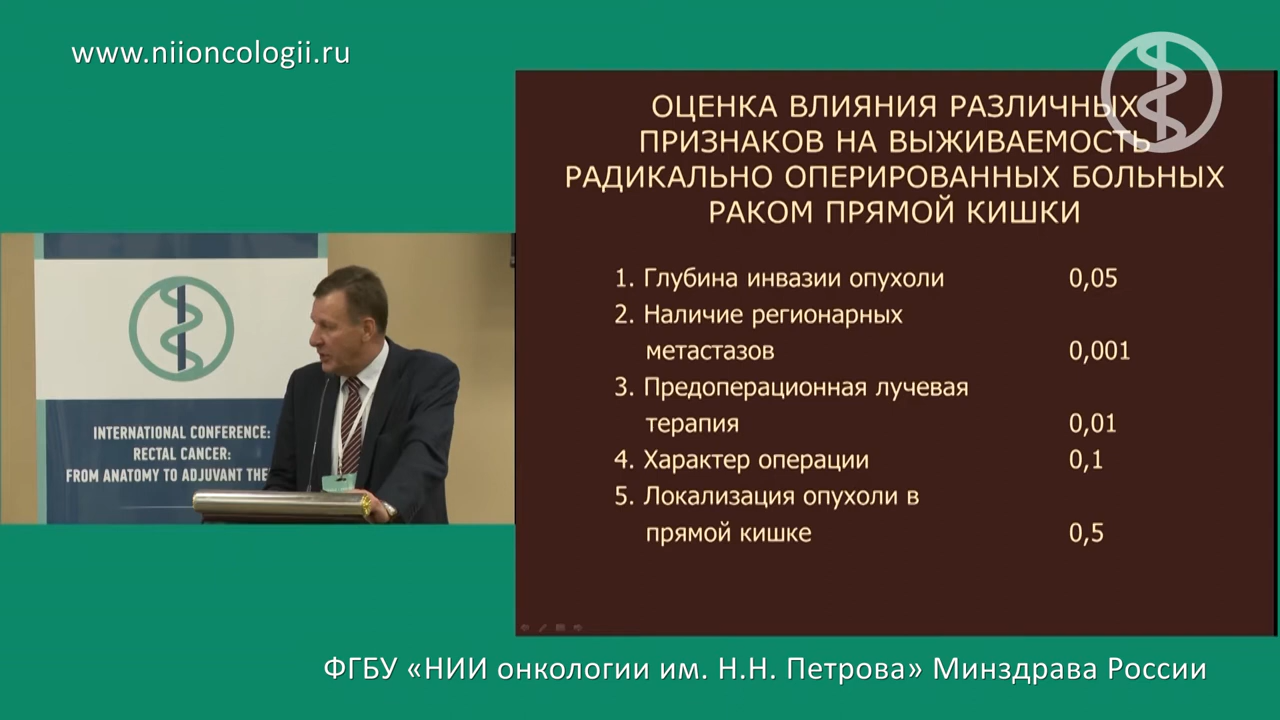 www.niioncologii.ru
ОЦЕНКА ВЛИЯНИЯ РАЗЛИЧНЫХ
ПРИЗНАКОВ НА ВЫЖИВАЕМОСТЬ
РАДИКАЛЬНО ОПЕРИРОВАННЫХ БОЛЬНЫХ
РАКОМ ПРЯМОЙ КИШКИ
1. Глубина инвазии опухоли 0,05
2. Наличие регионарных
метастазов 0,001
3. Предоперационная лучевая
терапия 0,01
4. Характер операции 0,1
5. Локализация опухоли в
прямой кишке 0,5
INTERNATIONAL CONFERENCE:
RECTAL CANCER:
FROM ANATOMY TO ADJUVANT THE
ФГБУ «НИИ онкологии им. Н.Н. Петрова» Минздрава России